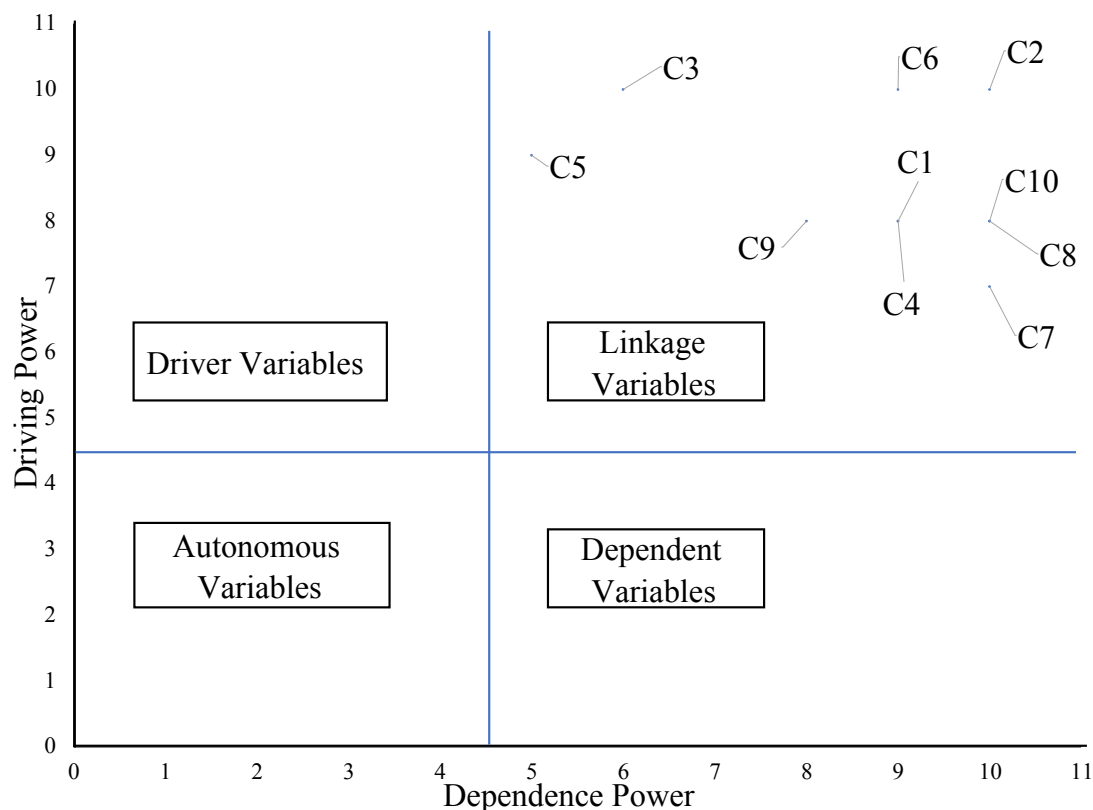 11
10
9
8
7
6
5
4
3
2
1
0
Driving Power
C3
C6
C2
C5
C1
C10
C9
C8
C4
C7
Driver Variables
Linkage
Variables
Autonomous
Variables
Dependent
Variables
0 1 2 3 4 5 6 7 8 9 10 11
Dependence Power